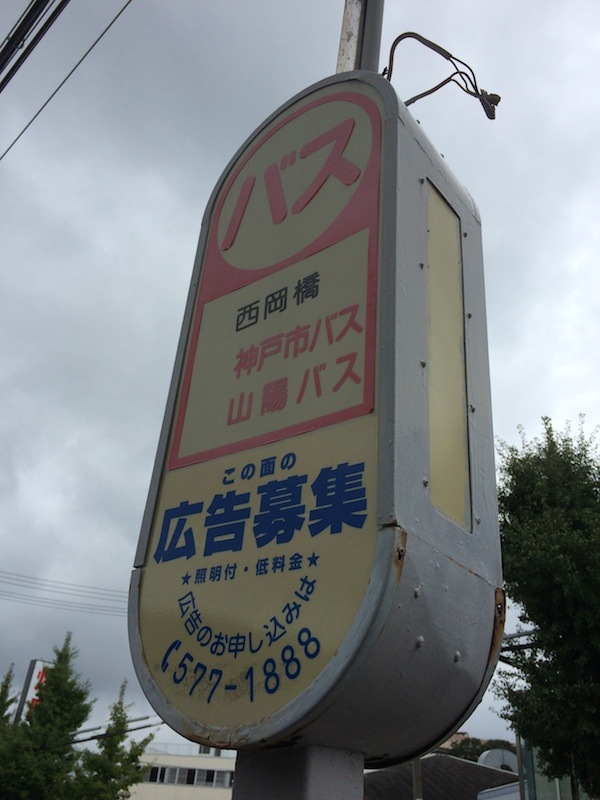 バス
西岡橋
神戸市バス
山陽バス
この面の
広告募集
★照明付・低料金★
広告のお申し込みは
577-1888